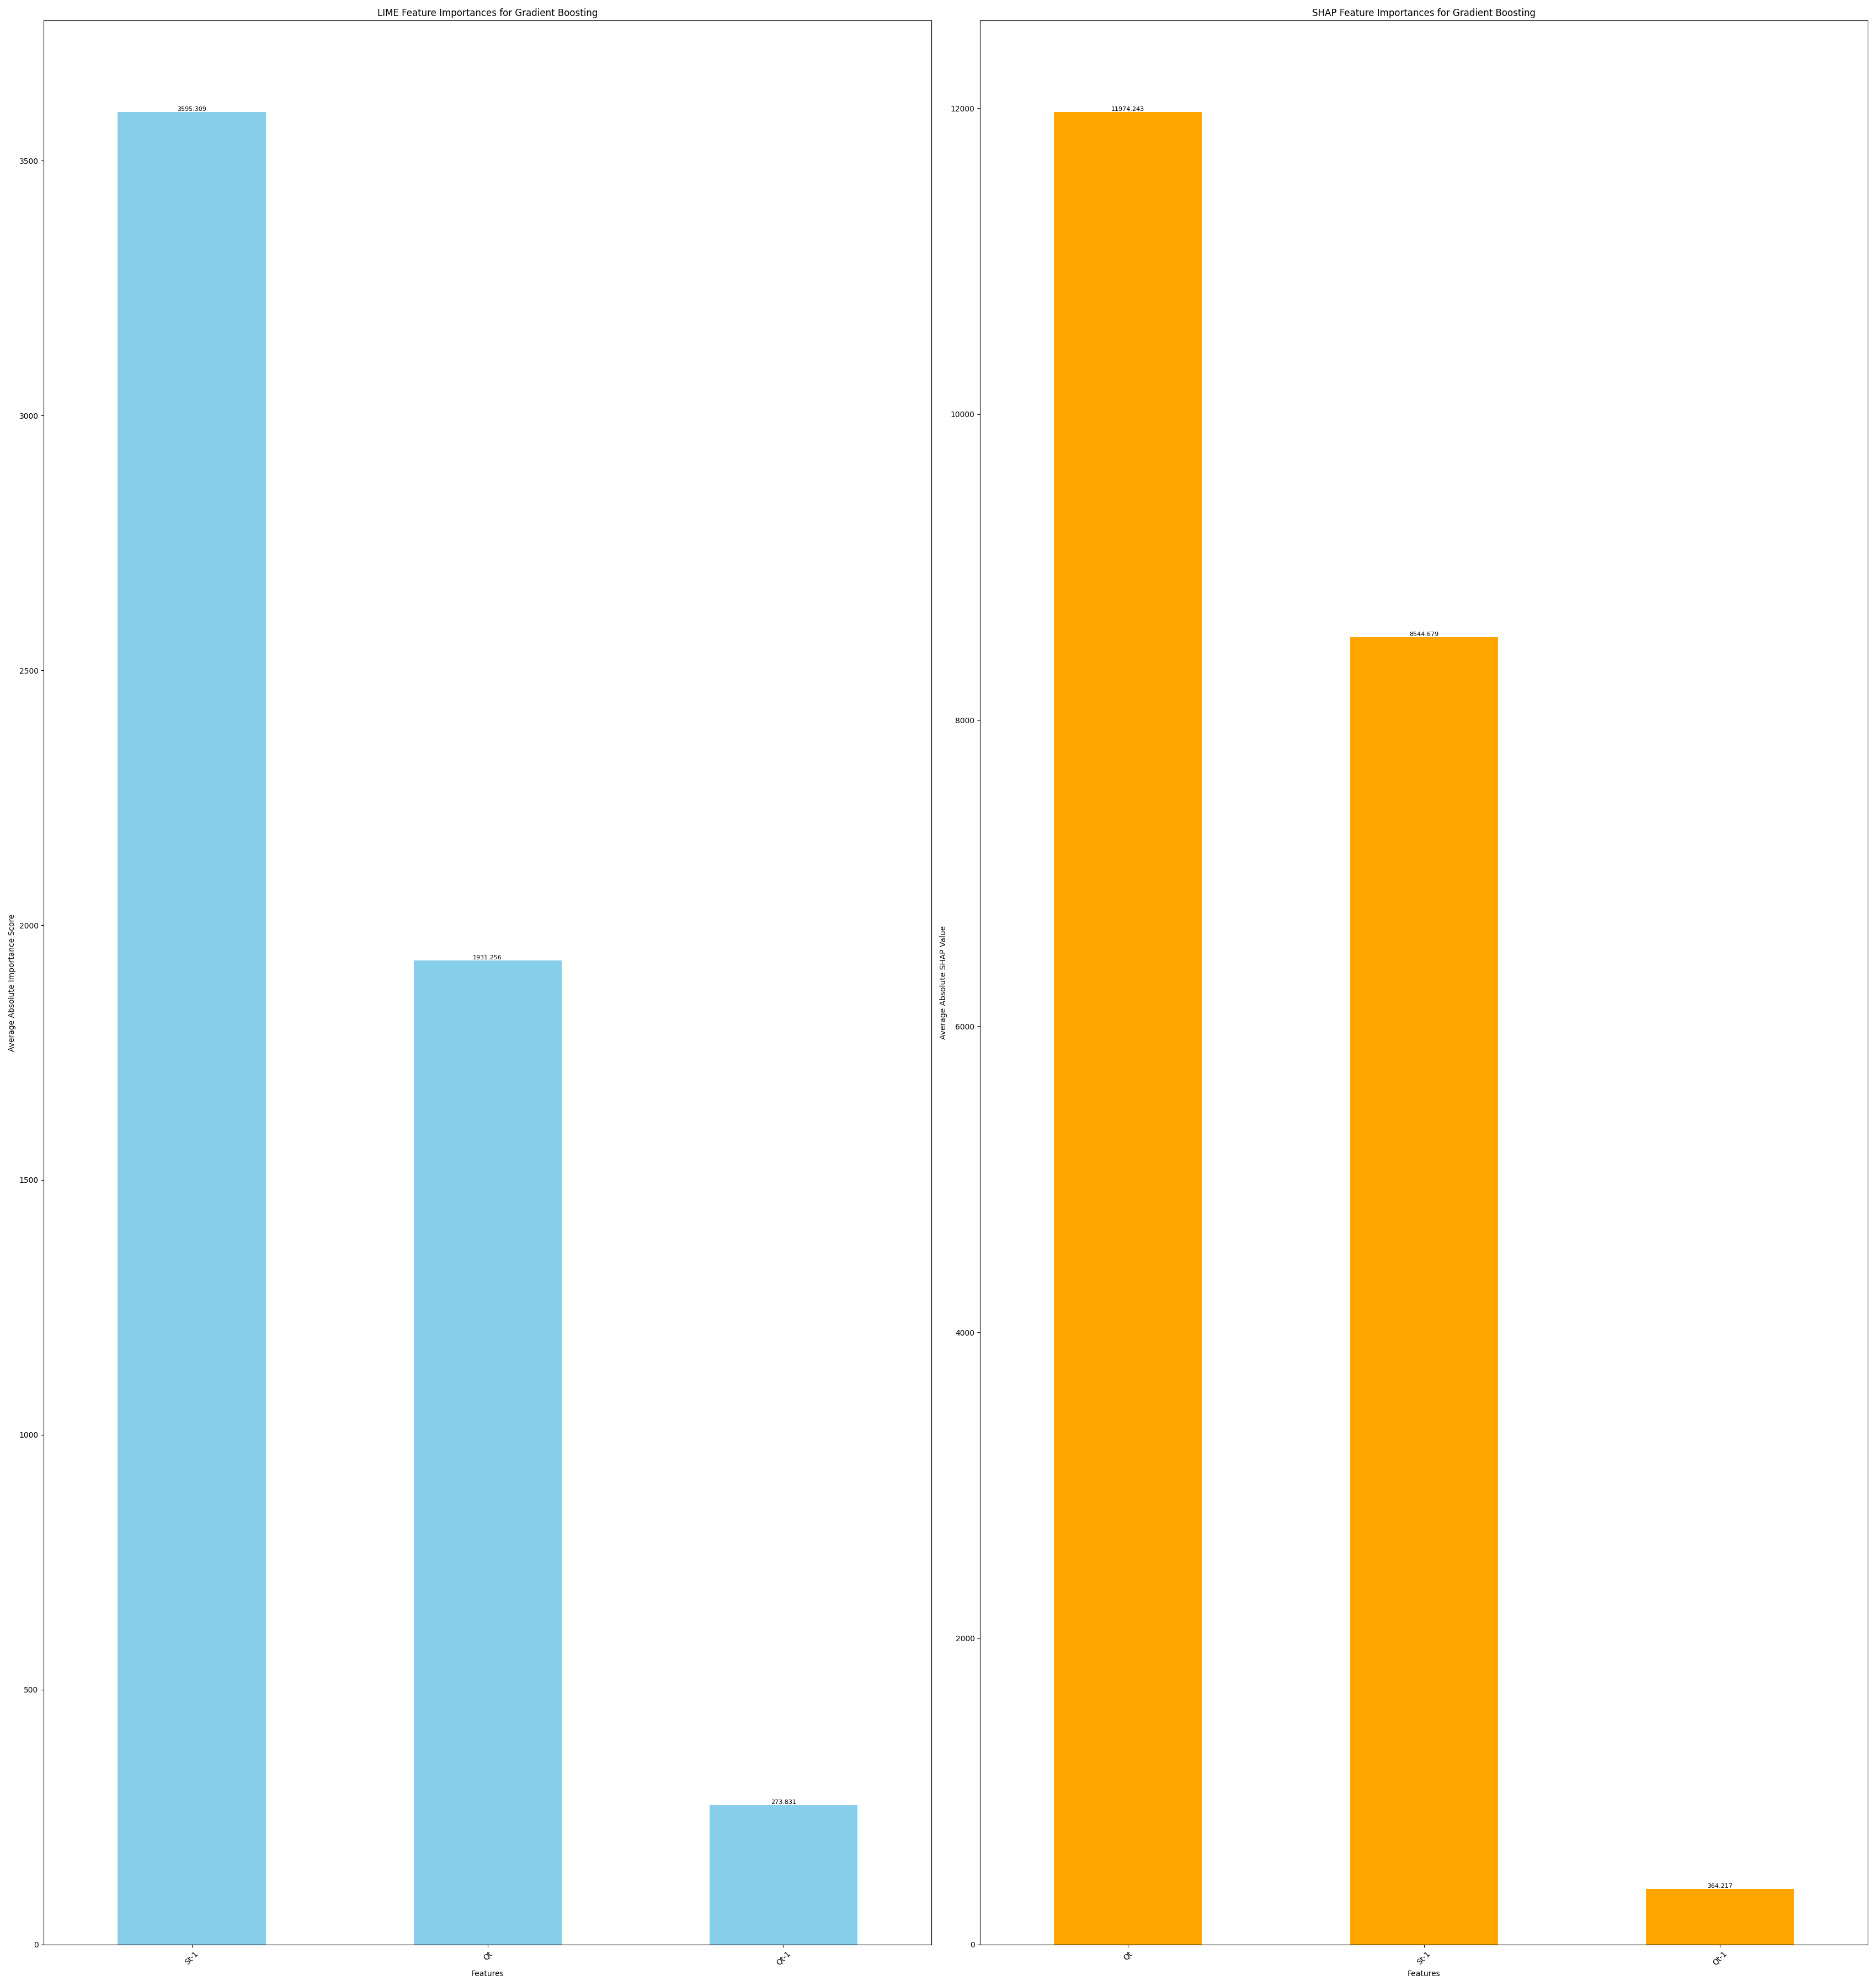 LIME Feature Importances for Gradient Boosting
Average Absolute Importance Score
3500
3000
2500
2000
1500
1000
500
0
3595.309
1931.256
273.831
St-1
Qt
Qt-1
Features
SHAP Feature Importances for Gradient Boosting
Average Absolute SHAP Value
12000
10000
8000
6000
4000
2000
0
11974.243
8544.679
364.217
Qt
St-1
Qt-1
Features